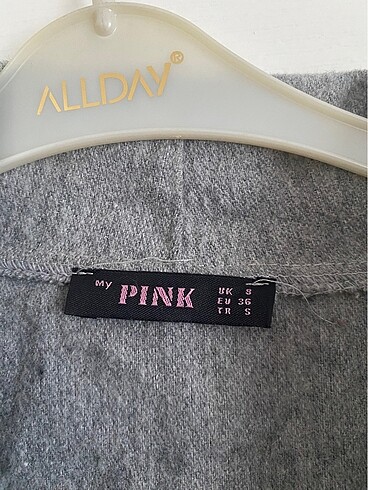 ALLDAY®
My PINK
UK 8
EU 36
TR S